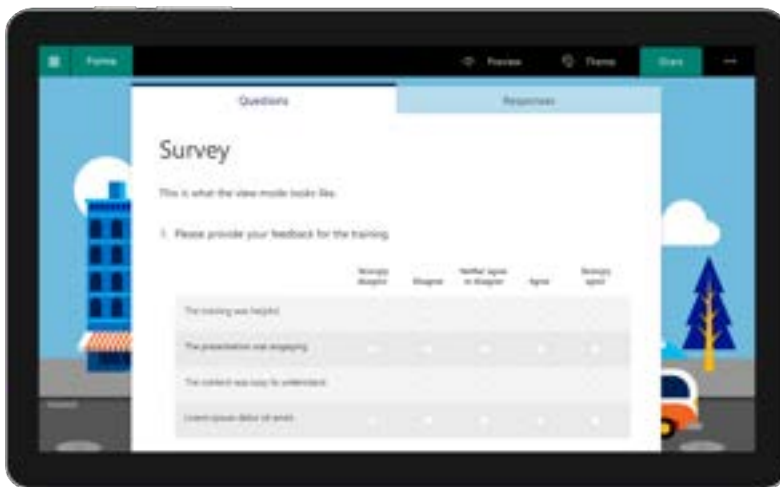 Forms
Preview
Theme
Share
Questions
Responses
Survey
This is what the view mode looks like.
1. Please provide your feedback for the training
Strongly disagree
Disagree
Neither agree or disagree
Agree
Strongly agree
The training was helpful
The presentation was engaging
The content was easy to understand
Lorem ipsum dolor sit amet